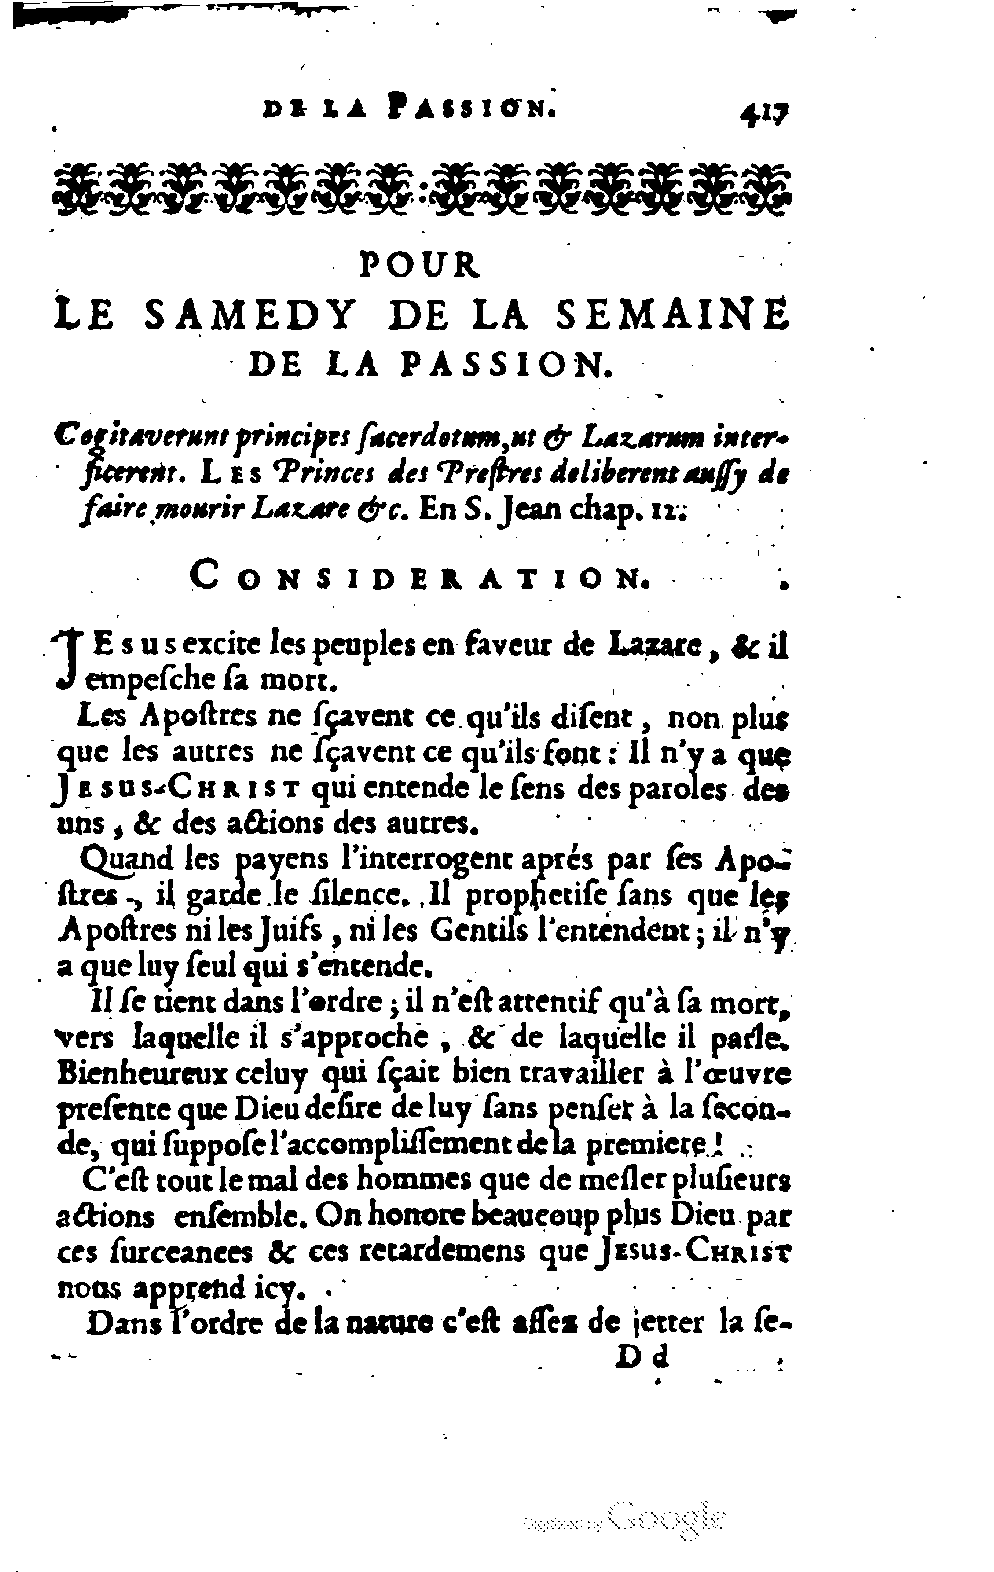 DE LA PASSION. 417
POUR
LE SAMEDY DE LA SEMAINE
DE LA PASSION.
Cogitaverunt principes ſacerdotum, ut & Lazarum inter-
ficerent. LES Princes des Preſtres deliberent auſſy de
faire mourir Lazare &c. En S. Jean chap. 12.
CONSIDERATION.
JESUS excite les peuples en faveur de Lazare, & il
empeſche ſa mort.
Les Apoſtres ne ſçavent ce qu'ils diſent, non plus
que les autres ne ſçavent ce qu'ils font: Il n'y a que
JESUS-CHRIST qui entende le ſens des paroles des
uns, & des actions des autres.
Quand les payens l'interrogent aprés par ſes Apo-
ſtres, il garde le ſilence. Il prophetiſe ſans que les
Apoſtres ni les Juifs, ni les Gentils l'entendent; il n'y
a que luy ſeul qui s'entende.
Il ſe tient dans l'ordre; il n'eſt attentif qu'à ſa mort,
vers laquelle il s'approche, & de laquelle il parle.
Bienheureux celuy qui ſçait bien travailler à l'œuvre
preſente que Dieu deſire de luy ſans penſer à la ſecon-
de, qui ſuppoſe l'accompliſſement de la premiere!
C'eſt tout le mal des hommes que de meſler pluſieurs
actions enſemble. On honore beaucoup plus Dieu par
ces ſurceances & ces retardemens que JESUS-CHRIST
nous apprend icy.
Dans l'ordre de la nature c'eſt aſſez de jetter la ſe-
D d
Digitized by Google